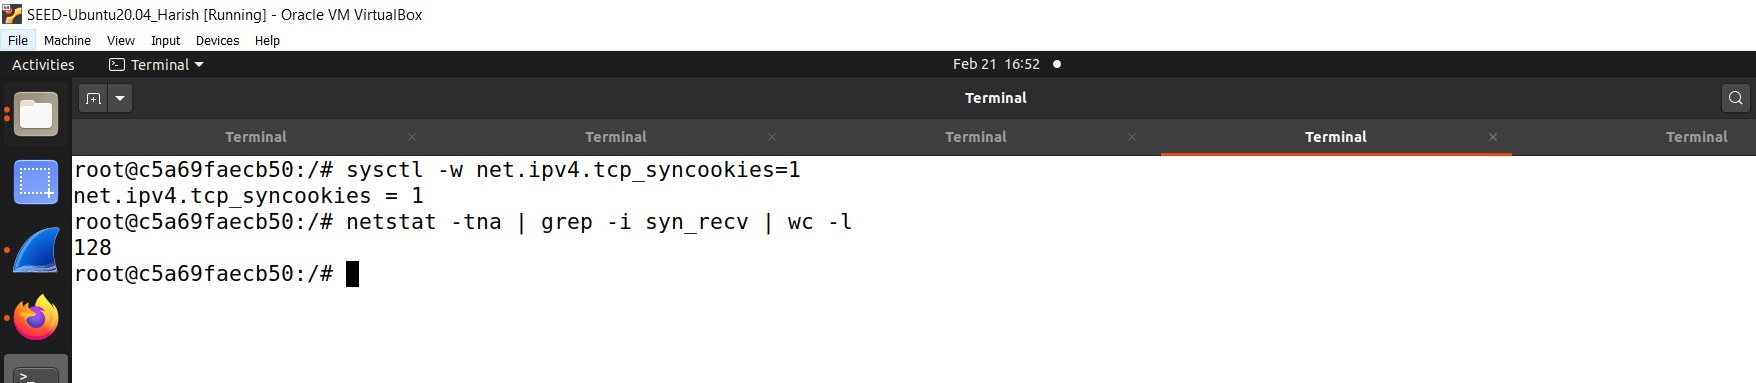 SEED-Ubuntu20.04_Harish [Running] - Oracle VM VirtualBox
File Machine View Input Devices Help
Activities Terminal Feb 21 16:52
Terminal
Terminal × Terminal × Terminal × Terminal × Terminal
root@c5a69faecb50:/# sysctl -w net.ipv4.tcp_syncookies=1
net.ipv4.tcp_syncookies = 1
root@c5a69faecb50:/# netstat -tna | grep -i syn_recv | wc -l
128
root@c5a69faecb50:/#
>_